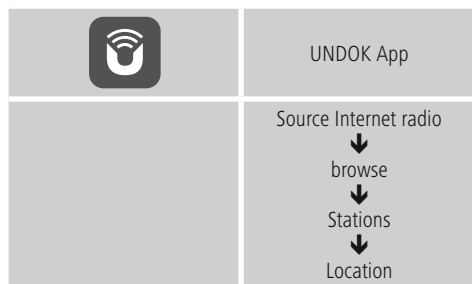 UNDOK App
Source Internet radio
browse
Stations
Location